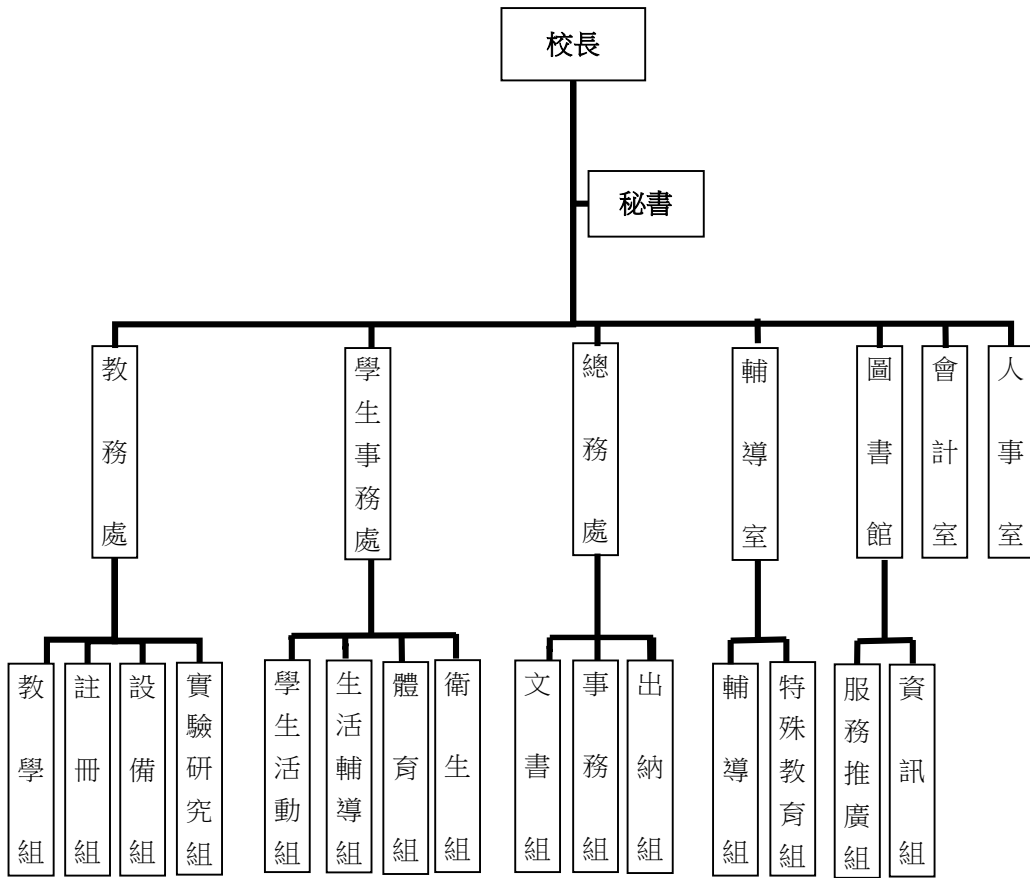 校長
秘書
教務處
學生事務處
總務處
輔導室
圖書館
會計室
人事室
教學組
註冊組
設備組
實驗研究組
學生活動組
生活輔導組
體育組
衛生組
文書組
事務組
出納組
輔導組
特殊教育組
服務推廣組
資訊組